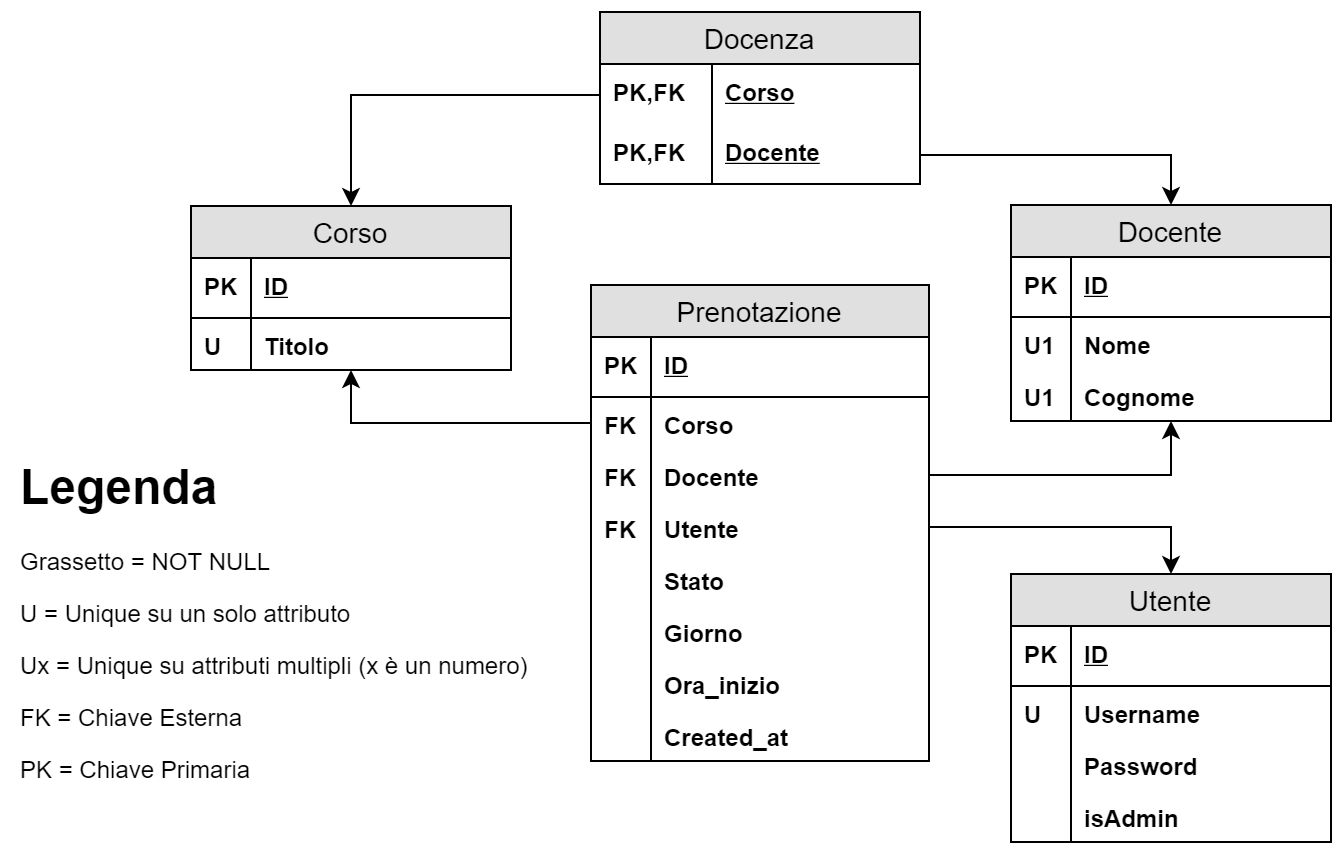 Docenza
PK,FK Corso
PK,FK Docente
Corso
PK ID
U Titolo
Docente
PK ID
U1 Nome
U1 Cognome
Prenotazione
PK ID
FK Corso
FK Docente
FK Utente
Stato
Giorno
Ora_inizio
Created_at
Utente
PK ID
U Username
Password
isAdmin
Legenda
Grassetto = NOT NULL
U = Unique su un solo attributo
Ux = Unique su attributi multipli (x è un numero)
FK = Chiave Esterna
PK = Chiave Primaria